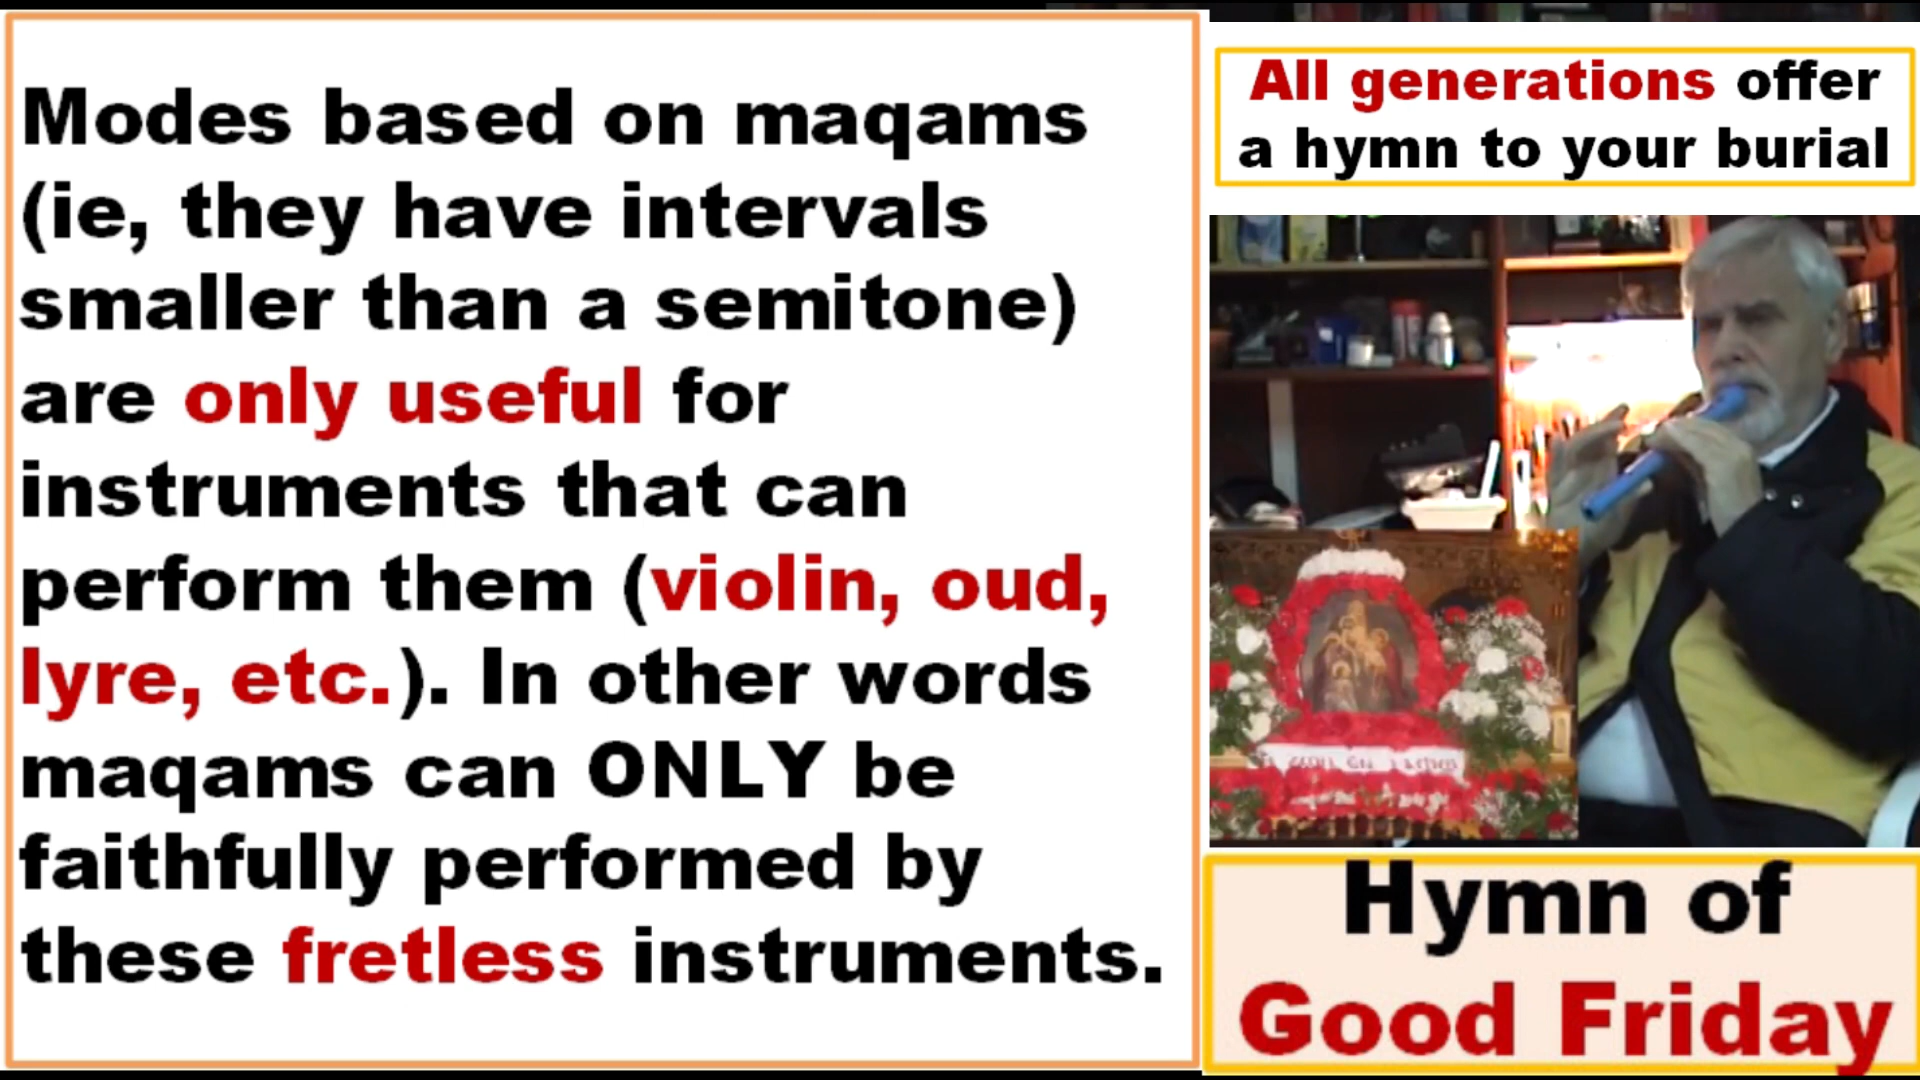 Modes based on maqams
(ie, they have intervals
smaller than a semitone)
are only useful for
instruments that can
perform them (violin, oud,
lyre, etc.). In other words
maqams can ONLY be
faithfully performed by
these fretless instruments.
All generations offer
a hymn to your burial
Hymn of
Good Friday